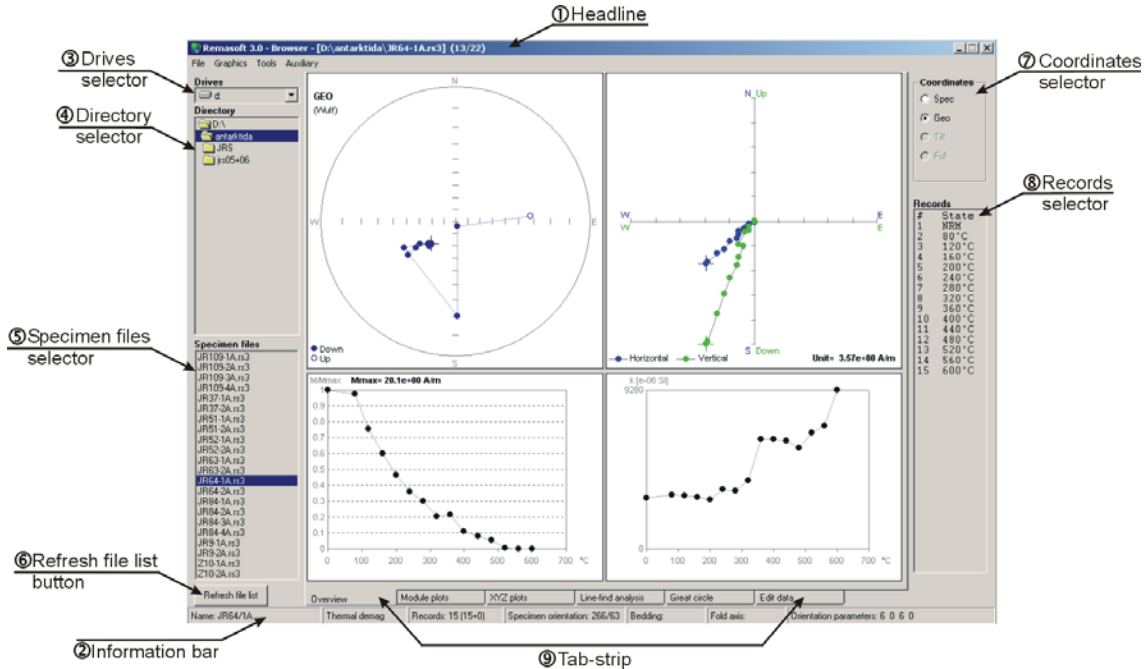 ①Headline
Remasoft 3.0 - Browser - [D:\antarktida\JR64-1A.rs3] (13/22)
File Graphics Tools Auxiliary
③Drives
selector
Drives
d:
④Directory
selector
Directory
D:\
antarktida
JRS
jrs05+06
⑤Specimen files
selector
Specimen files
JR109-1A.rs3
JR109-2A.rs3
JR109-3A.rs3
JR109-4A.rs3
JR37-1A.rs3
JR37-2A.rs3
JR51-1A.rs3
JR51-2A.rs3
JR52-1A.rs3
JR52-2A.rs3
JR63-1A.rs3
JR63-2A.rs3
JR64-1A.rs3
JR64-2A.rs3
JR84-1A.rs3
JR84-2A.rs3
JR84-3A.rs3
JR84-4A.rs3
JR9-1A.rs3
JR9-2A.rs3
Z10-1A.rs3
Z10-2A.rs3
⑥Refresh file list
button
Refresh file list
GEO
(Wulf)
N
W
E
S
Down
Up
N Up
W
W
E
E
S Down
Horizontal
Vertical
Unit= 3.57e+00 A/m
M/Mmax Mmax= 20.1e+00 A/m
1
0.9
0.8
0.7
0.6
0.5
0.4
0.3
0.2
0.1
0
0 100 200 300 400 500 600 700 °C
k [e-06 SI]
9280
0
0 100 200 300 400 500 600 700 °C
⑦Coordinates
selector
Coordinates
Spec
Geo
Tilt
Full
⑧Records
selector
Records
# State
1 NRM
2 80°C
3 120°C
4 160°C
5 200°C
6 240°C
7 280°C
8 320°C
9 360°C
10 400°C
11 440°C
12 480°C
13 520°C
14 560°C
15 600°C
Overview Module plots XYZ plots Line-find analysis Great circle Edit data
Name: JR64/1A Thermal demag Records: 15 (15+0) Specimen orientation: 266/63 Bedding: Fold axis: Orientation parameters: 6 0 6 0
②Information bar
⑨Tab-strip